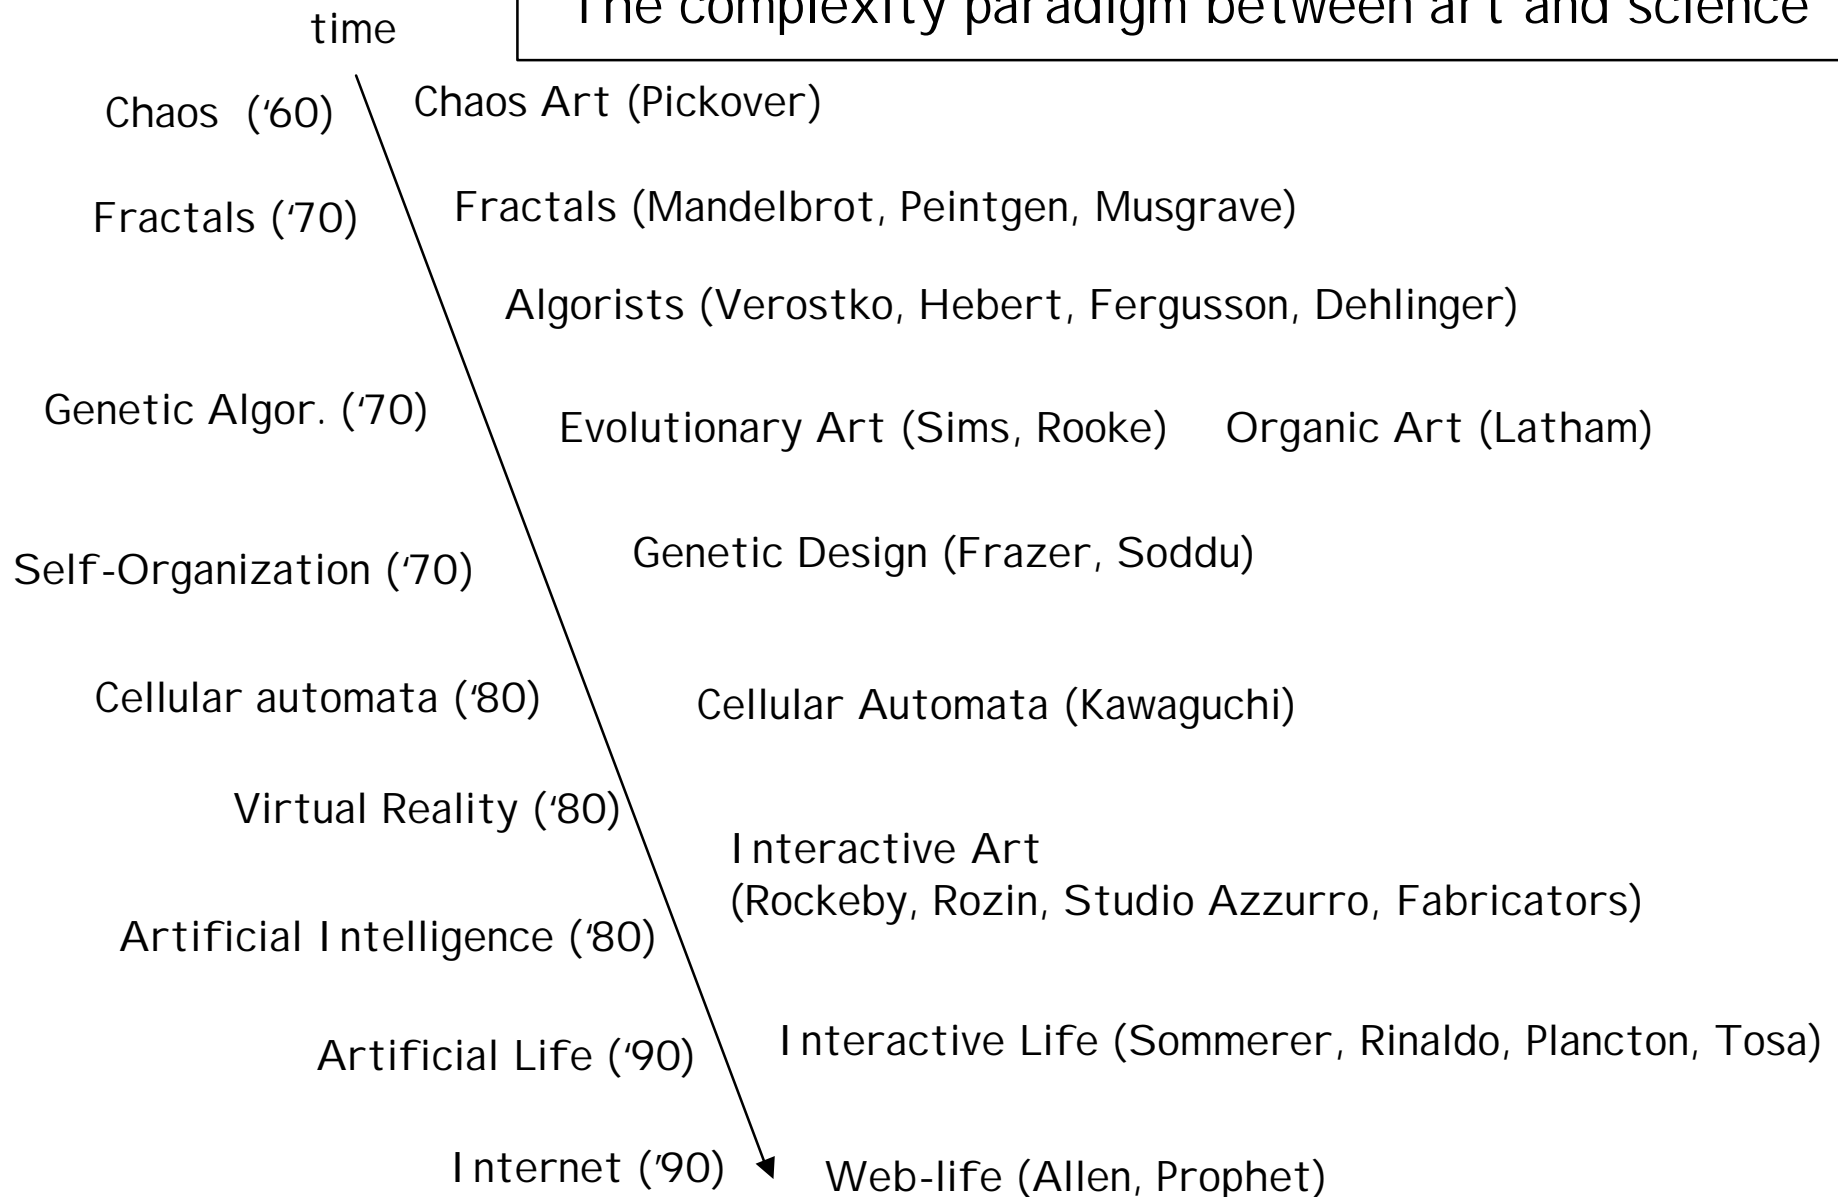 The complexity paradigm between art and science
time
Chaos ('60)
Chaos Art (Pickover)
Fractals ('70)
Fractals (Mandelbrot, Peintgen, Musgrave)
Algorists (Verostko, Hebert, Fergusson, Dehlinger)
Genetic Algor. ('70)
Evolutionary Art (Sims, Rooke)
Organic Art (Latham)
Self-Organization ('70)
Genetic Design (Frazer, Soddu)
Cellular automata ('80)
Cellular Automata (Kawaguchi)
Virtual Reality ('80)
Interactive Art
(Rockeby, Rozin, Studio Azzurro, Fabricators)
Artificial Intelligence ('80)
Artificial Life ('90)
Interactive Life (Sommerer, Rinaldo, Plancton, Tosa)
Internet ('90)
Web-life (Allen, Prophet)